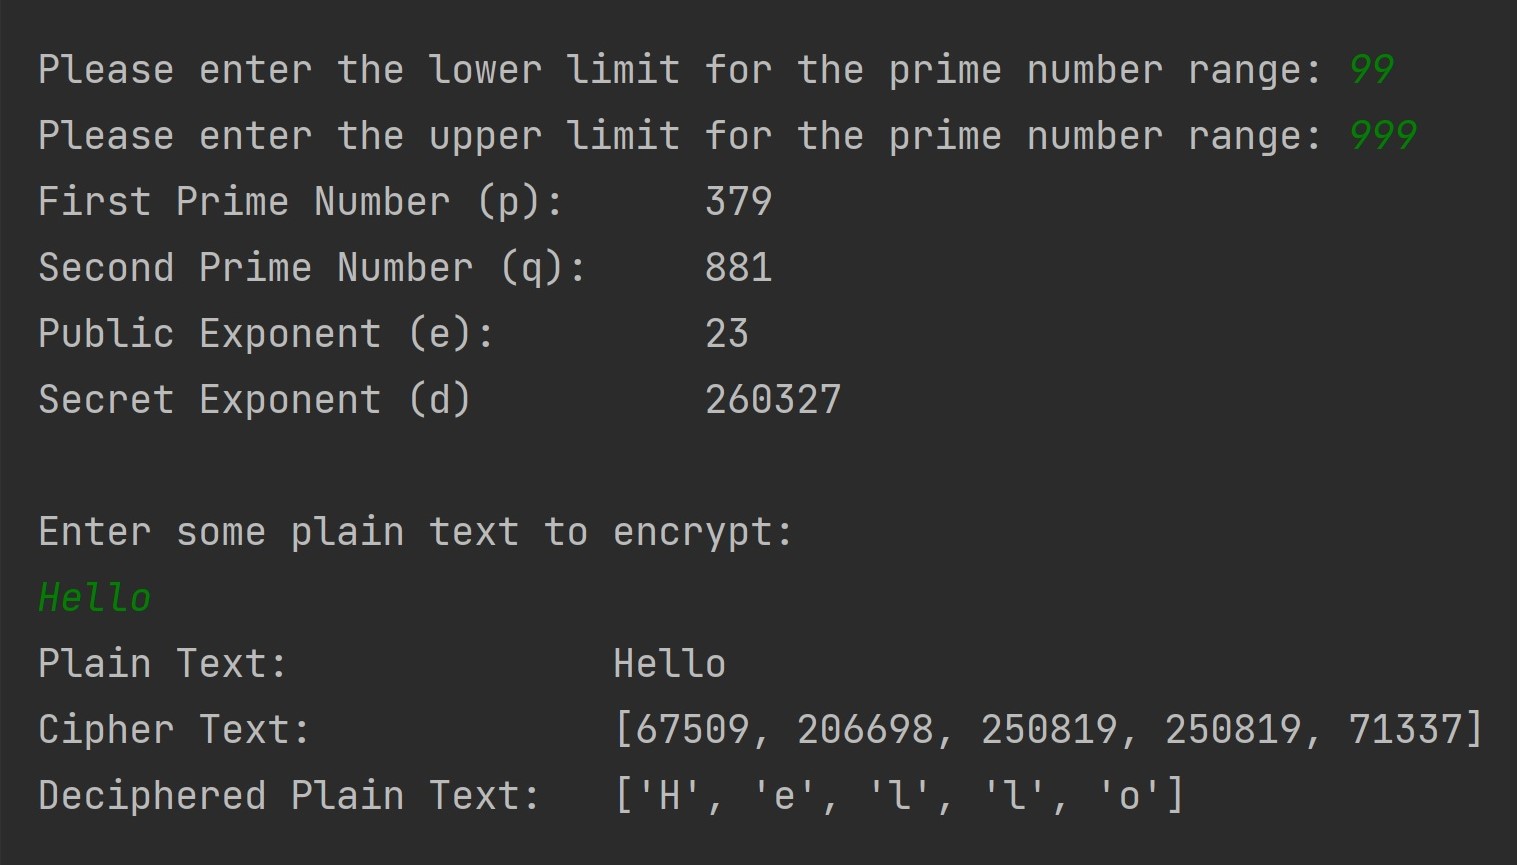 Please enter the lower limit for the prime number range: 99
Please enter the upper limit for the prime number range: 999
First Prime Number (p):      379
Second Prime Number (q):     881
Public Exponent (e):         23
Secret Exponent (d)          260327
Enter some plain text to encrypt:
Hello
Plain Text:              Hello
Cipher Text:             [67509, 206698, 250819, 250819, 71337]
Deciphered Plain Text:   ['H', 'e', 'l', 'l', 'o']